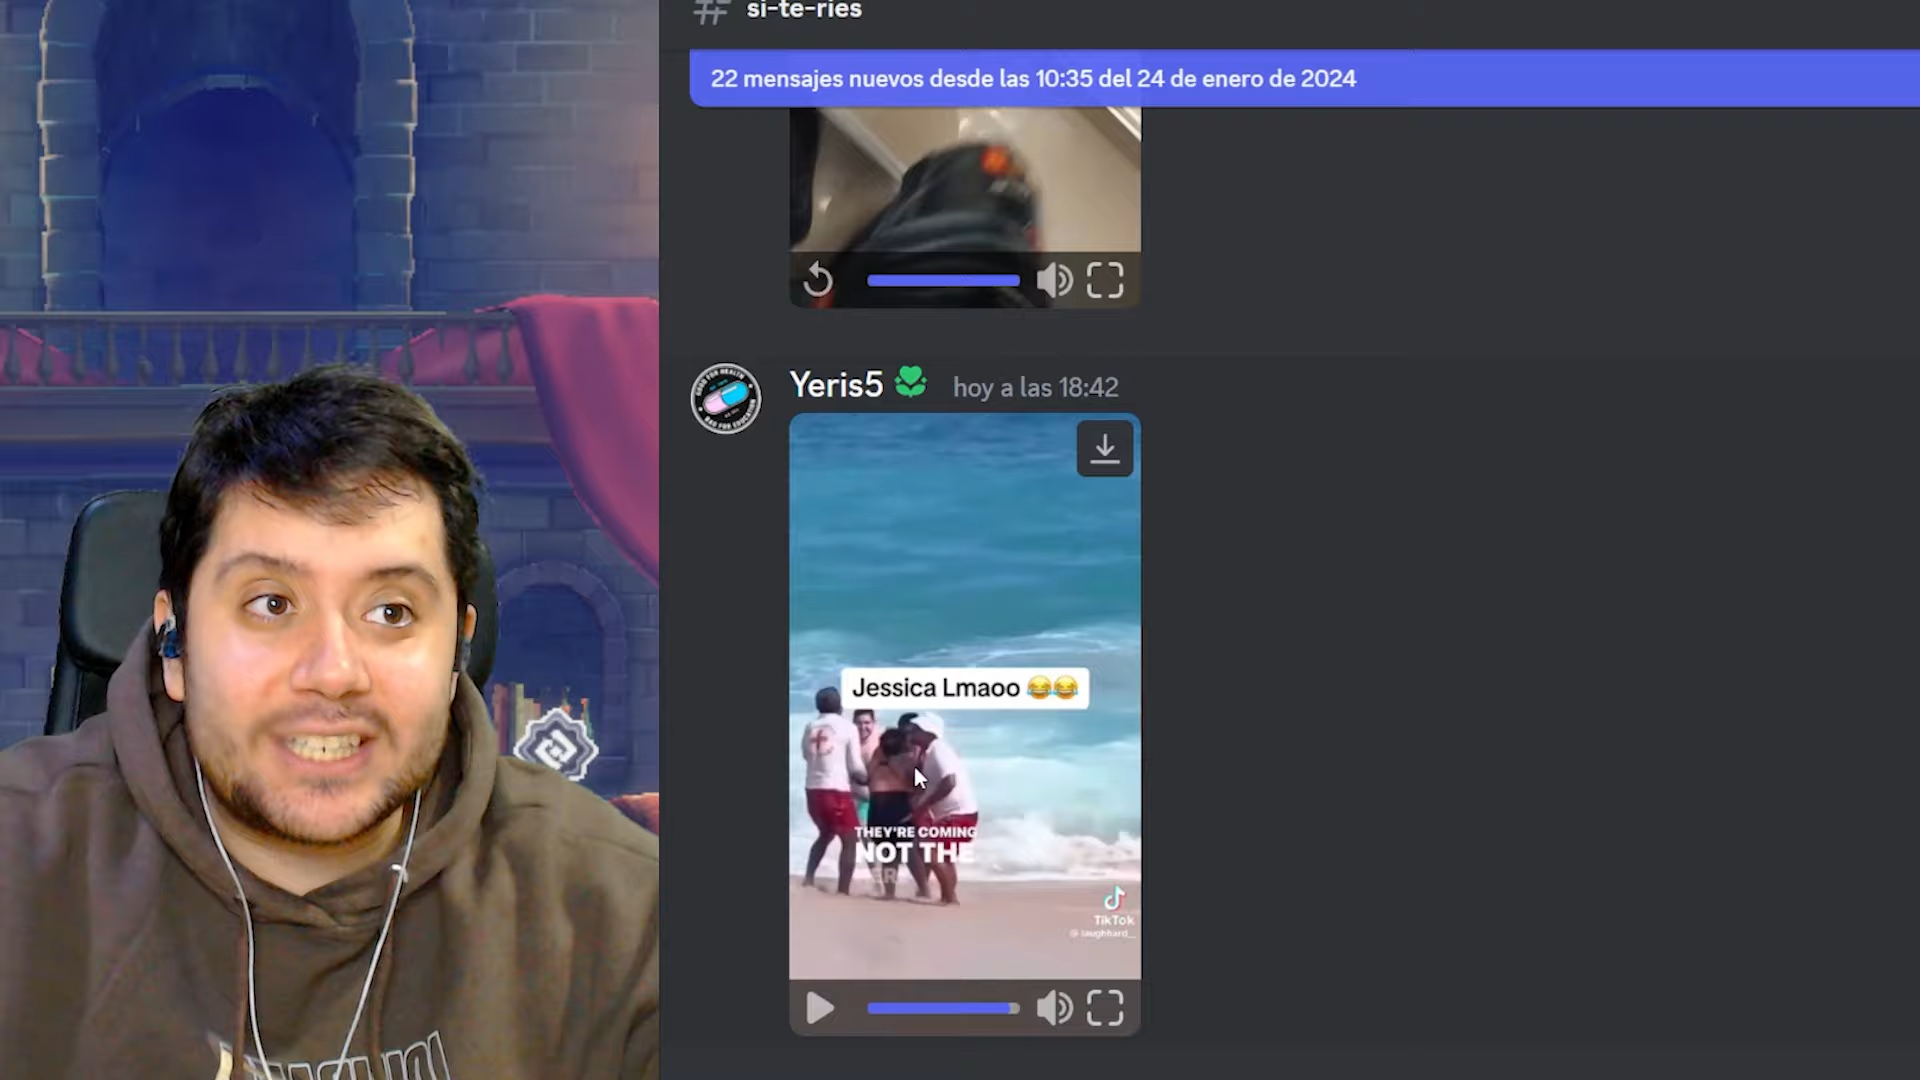 si-te-ries
22 mensajes nuevos desde las 10:35 del 24 de enero de 2024
Yeris5 hoy a las 18:42
Jessica Lmaoo 😂😂
THEY'RE COMING
NOT THE
TikTok